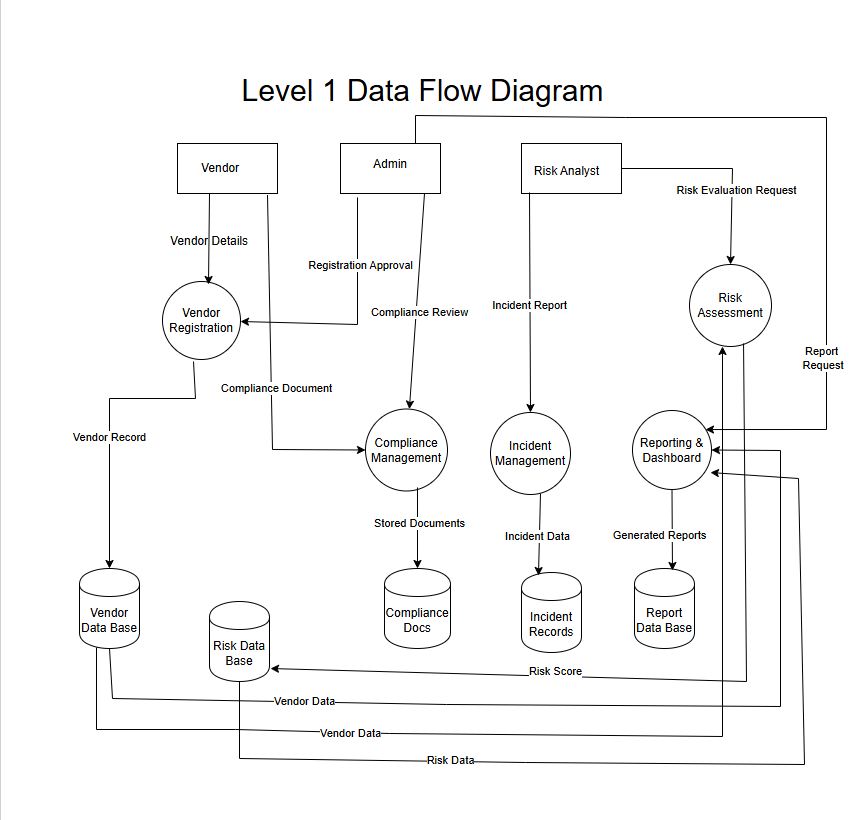 Level 1 Data Flow Diagram
Vendor
Admin
Risk Analyst
Risk Evaluation Request
Vendor Details
Registration Approval
Compliance Review
Incident Report
Vendor
Registration
Risk
Assessment
Report
Request
Compliance Document
Vendor Record
Compliance
Management
Incident
Management
Reporting &
Dashboard
Stored Documents
Incident Data
Generated Reports
Vendor
Data Base
Risk Data
Base
Compliance
Docs
Incident
Records
Report
Data Base
Risk Score
Vendor Data
Vendor Data
Risk Data